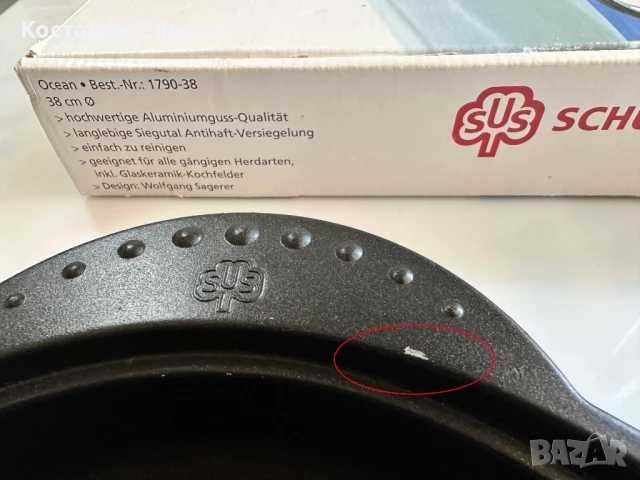 Ocean • Best.-Nr.: 1790-38
38 cm Ø
> hochwertige Aluminiumguss-Qualität
> langlebige Siegutal Antihaft-Versiegelung
> einfach zu reinigen
> geeignet für alle gängigen Herdarten,
inkl. Glaskeramik-Kochfelder
> Design: Wolfgang Sagerer
SUS SCHU
SUS
BAZAR